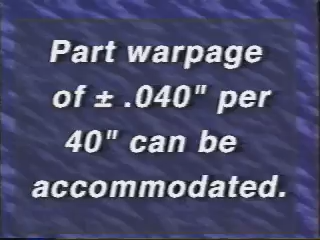 Part warpage
of ± .040" per
40" can be
accommodated.